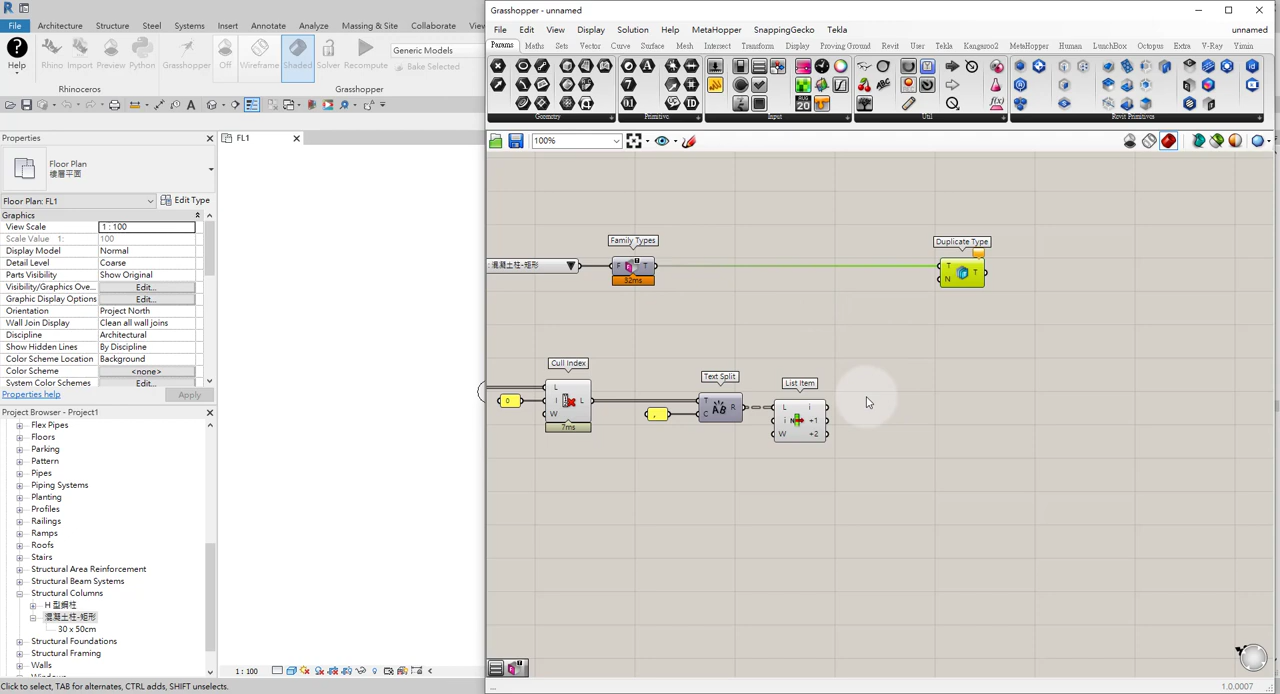 Grasshopper - unnamed
File
Architecture
Structure
Steel
Systems
Insert
Annotate
Analyze
Massing & Site
Collaborate
View
File Edit View Display Solution Help MetaHopper SnappingGecko Tekla
unnamed
Params Maths Sets Vector Curve Surface Mesh Intersect Transform Display Proving Ground Revit User Tekla Kangaroo2 MetaHopper Human LunchBox Octopus Extra V-Ray Yimin
Help
Rhino
Import
Preview
Python
Grasshopper
Off
Wireframe
Shaded
Solver
Recompute
Generic Models
Bake Selected
Rhinoceros
Grasshopper
Geometry
Primitive
Input
Util
Revit Primitives
Properties
FL1
100%
Floor Plan
樓層平面
Floor Plan: FL1
Edit Type
Graphics
View Scale 1 : 100
Scale Value 1: 100
Display Model Normal
Detail Level Coarse
Parts Visibility Show Original
Visibility/Graphics Ove... Edit...
Graphic Display Options Edit...
Orientation Project North
Wall Join Display Clean all wall joins
Discipline Architectural
Show Hidden Lines By Discipline
Color Scheme Location Background
Color Scheme <none>
System Color Schemes Edit...
Properties help
Apply
Project Browser - Project1
Flex Pipes
Floors
Parking
Pattern
Pipes
Piping Systems
Planting
Profiles
Railings
Ramps
Roofs
Stairs
Structural Area Reinforcement
Structural Beam Systems
Structural Columns
H 型鋼柱
混凝土柱-矩形
30 x 50cm
Structural Foundations
Structural Framing
Walls
Family Types
: 混凝土柱-矩形
F T
32ms
Duplicate Type
T
N
T
Cull Index
0
L
I
W
L
7ms
Text Split
,
T
C
R
List Item
L
i
W
i
+1
+2
1 : 100
Click to select, TAB for alternates, CTRL adds, SHIFT unselects.
...
1.0.0007